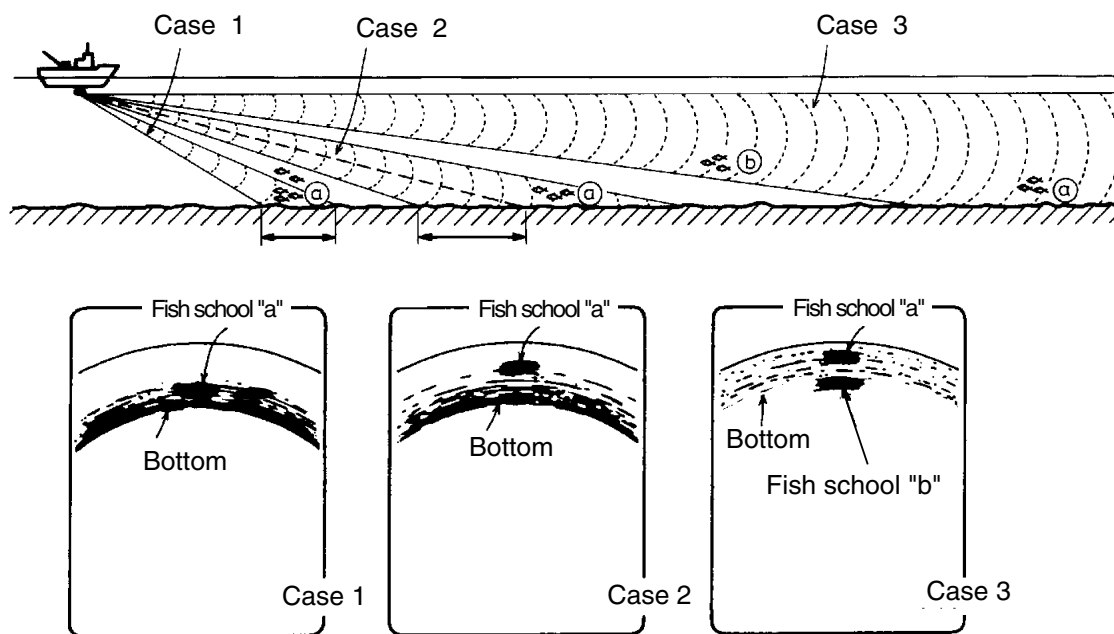 Case 1
Case 2
Case 3
ⓑ
ⓐ
ⓐ
ⓐ
Fish school "a"
Bottom
Case 1
Fish school "a"
Bottom
Case 2
Fish school "a"
Bottom
Fish school "b"
Case 3